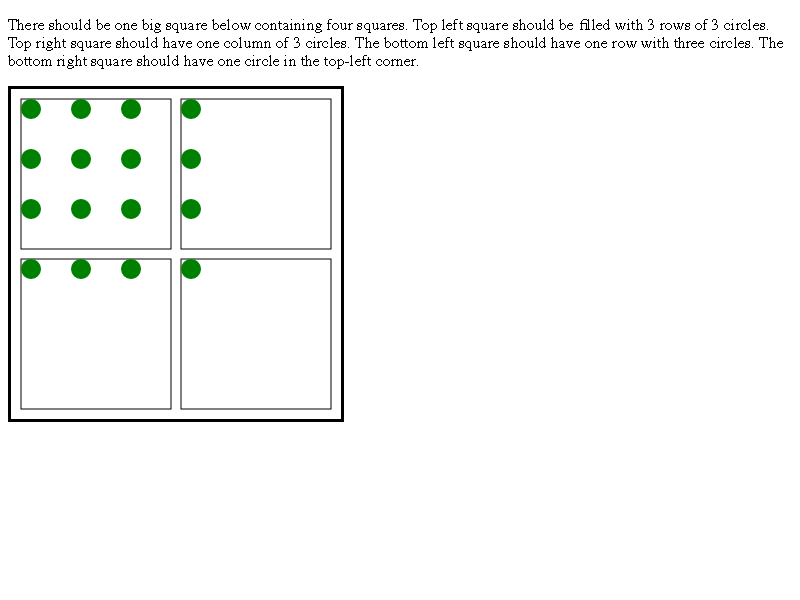 There should be one big square below containing four squares. Top left square should be filled with 3 rows of 3 circles.
Top right square should have one column of 3 circles. The bottom left square should have one row with three circles. The
bottom right square should have one circle in the top-left corner.